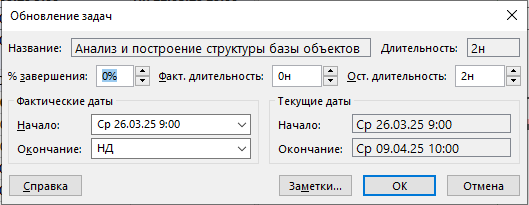 Обновление задач
Название: Анализ и построение структуры базы объектов Длительность: 2н
% завершения: 0% Факт. длительность: 0н Ост. длительность: 2н
Фактические даты Текущие даты
Начало: Ср 26.03.25 9:00 Начало: Ср 26.03.25 9:00
Окончание: НД Окончание: Ср 09.04.25 10:00
Справка Заметки... ОК Отмена